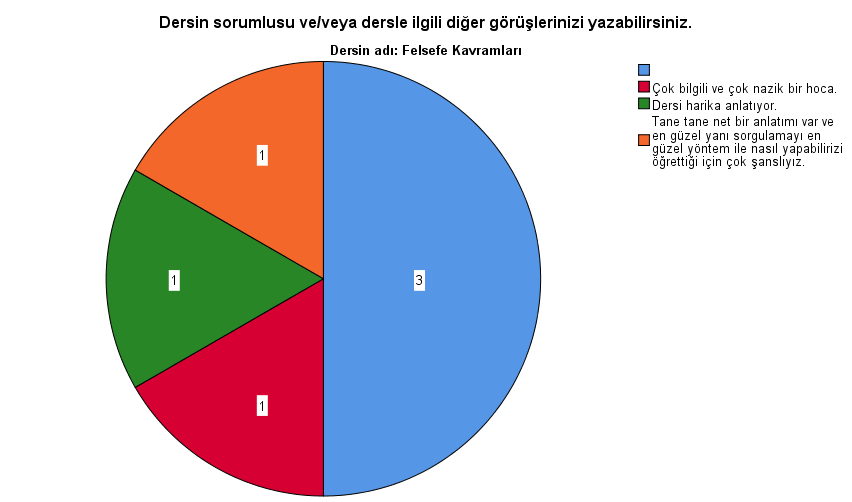 Dersin sorumlusu ve/veya dersle ilgili diğer görüşlerinizi yazabilirsiniz.
Dersin adı: Felsefe Kavramları
Çok bilgili ve çok nazik bir hoca.
Dersi harika anlatıyor.
Tane tane net bir anlatımı var ve
en güzel yanı sorgulamayı en
güzel yöntem ile nasıl yapabilirizi
öğrettiği için çok şanslıyız.
1
1
3
1